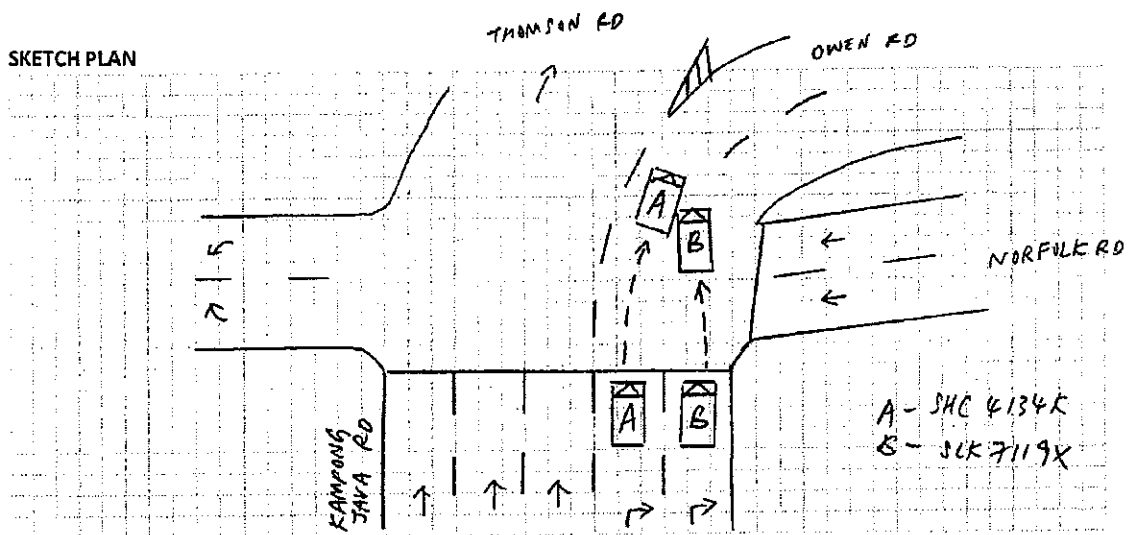 SKETCH PLAN
THOMSON RD
OWEN RD
A
B
NORFOLK RD
A
B
KAMPONG
JAVA RD
A - SHC 4134K
B - SLK 7119X